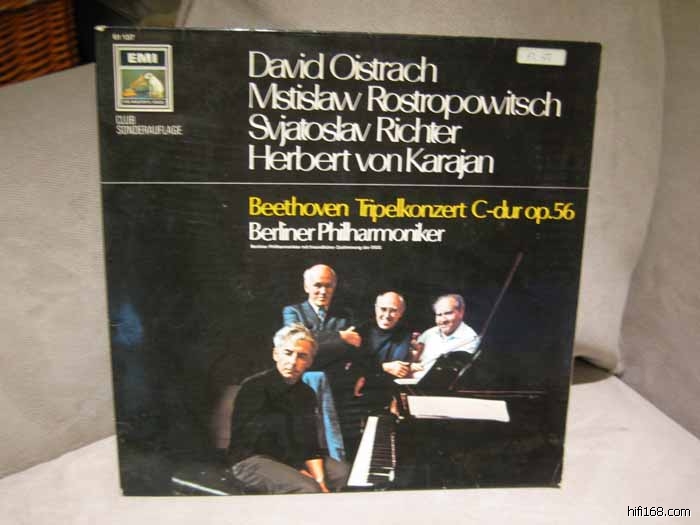 EMI
CLUB
SONDERAUFLAGE
David Oistrach
Mstislaw Rostropowitsch
Svjatoslav Richter
Herbert von Karajan
Beethoven Tripelkonzert C-dur op.56
Berliner Philharmoniker
hifi168.com